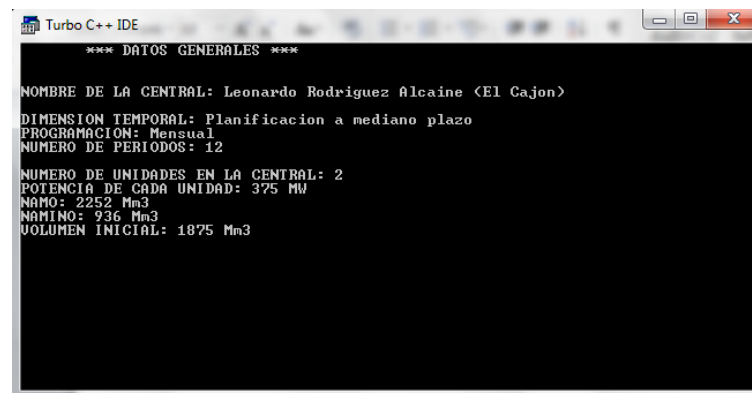 Turbo C++ IDE
*** DATOS GENERALES ***
NOMBRE DE LA CENTRAL: Leonardo Rodriguez Alcaine (El Cajon)
DIMENSION TEMPORAL: Planificacion a mediano plazo
PROGRAMACION: Mensual
NUMERO DE PERIODOS: 12
NUMERO DE UNIDADES EN LA CENTRAL: 2
POTENCIA DE CADA UNIDAD: 375 MW
NAMO: 2252 Mm3
NAMINO: 936 Mm3
VOLUMEN INICIAL: 1875 Mm3